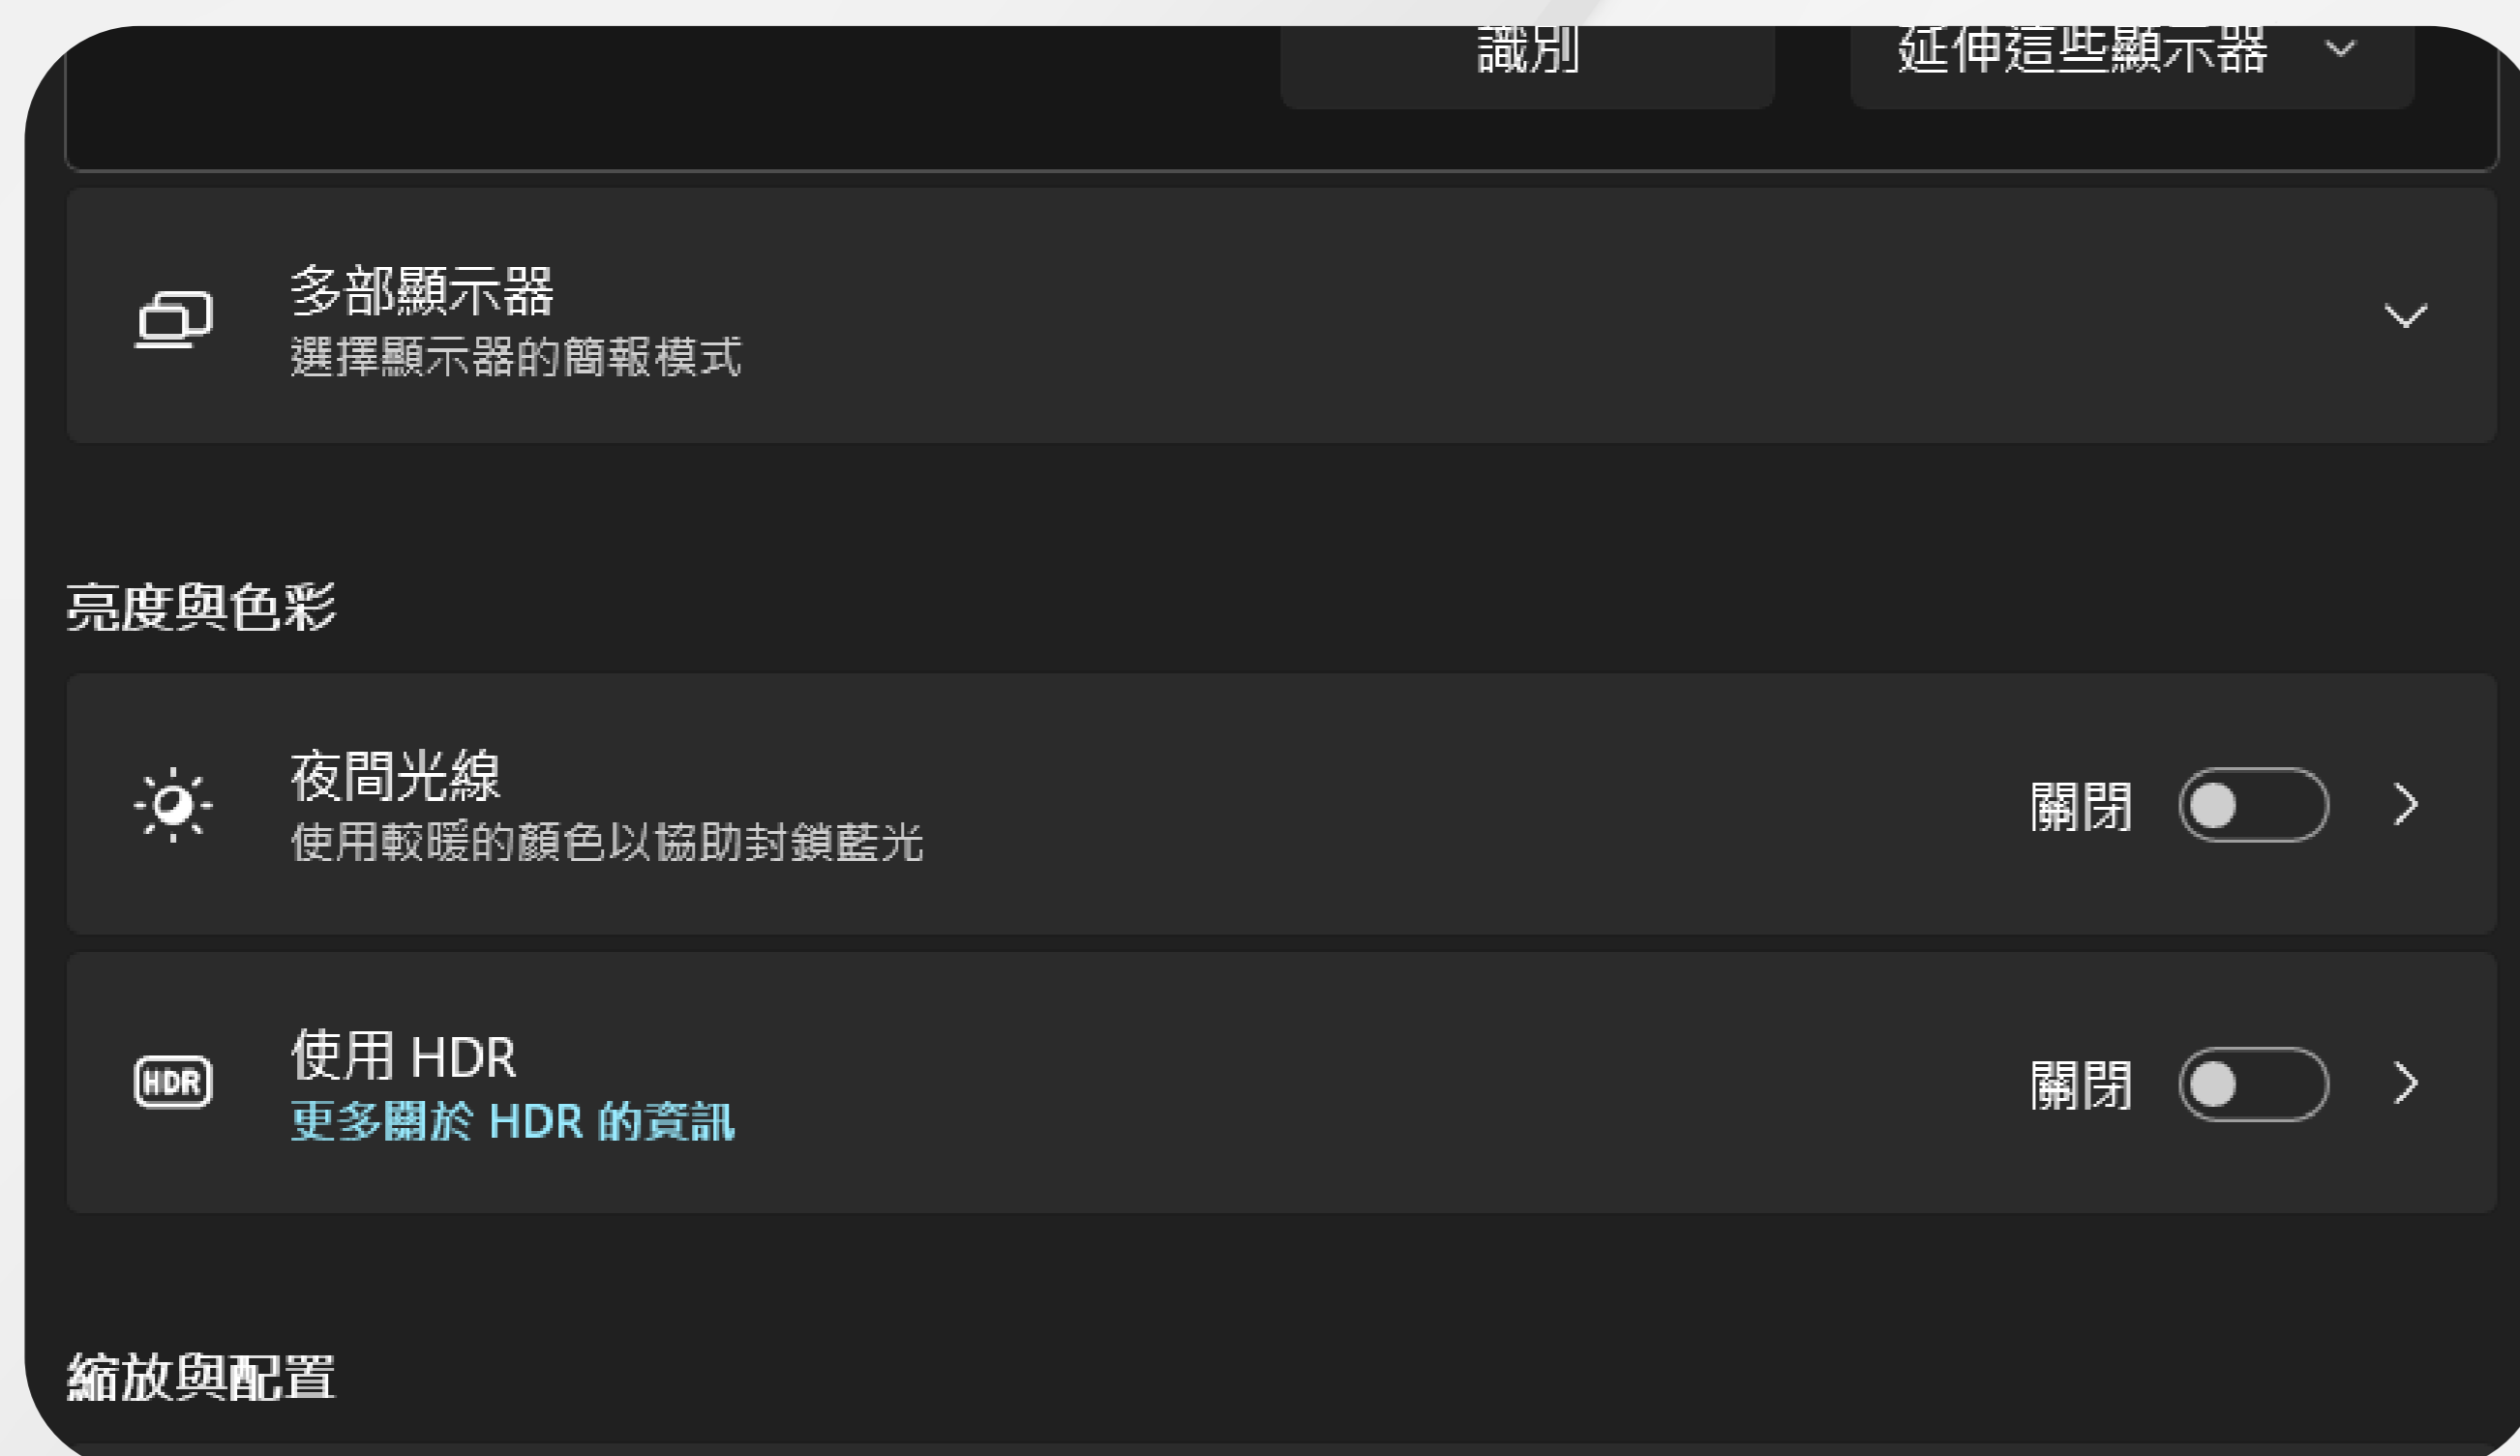 識別
延伸這些顯示器
多部顯示器
選擇顯示器的簡報模式
亮度與色彩
夜間光線
使用較暖的顏色以協助封鎖藍光
關閉
使用 HDR
更多關於 HDR 的資訊
關閉
縮放與配置